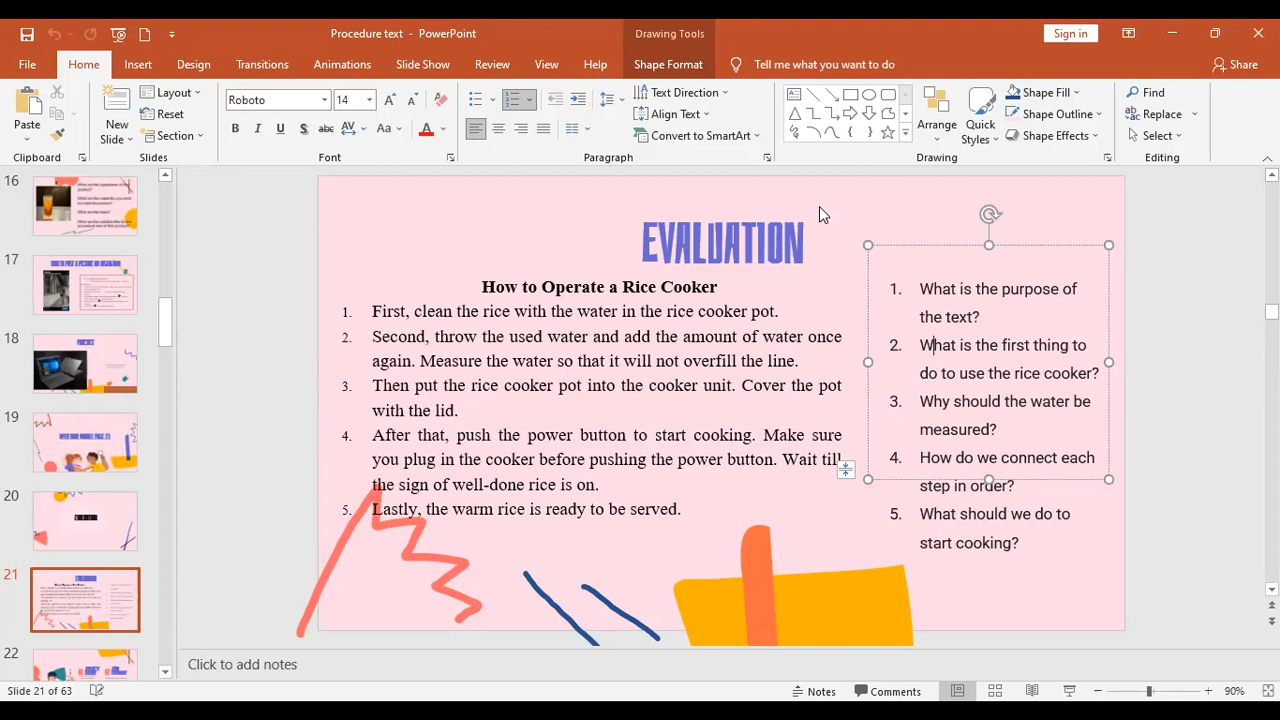 Procedure text - PowerPoint
Drawing Tools
Sign in
File
Home
Insert
Design
Transitions
Animations
Slide Show
Review
View
Help
Shape Format
Tell me what you want to do
Share
Paste
Clipboard
New
Slide
Layout
Reset
Section
Slides
Roboto
14
B I U S abc AV Aa A
Font
Paragraph
Text Direction
Align Text
Convert to SmartArt
Arrange
Quick
Styles
Shape Fill
Shape Outline
Shape Effects
Drawing
Find
Replace
Select
Editing
16
17
18
19
20
21
22
EVALUATION
How to Operate a Rice Cooker
1. First, clean the rice with the water in the rice cooker pot.
2. Second, throw the used water and add the amount of water once
again. Measure the water so that it will not overfill the line.
3. Then put the rice cooker pot into the cooker unit. Cover the pot
with the lid.
4. After that, push the power button to start cooking. Make sure
you plug in the cooker before pushing the power button. Wait till
the sign of well-done rice is on.
5. Lastly, the warm rice is ready to be served.
1. What is the purpose of
the text?
2. What is the first thing to
do to use the rice cooker?
3. Why should the water be
measured?
4. How do we connect each
step in order?
5. What should we do to
start cooking?
Click to add notes
Slide 21 of 63
Notes
Comments
90%